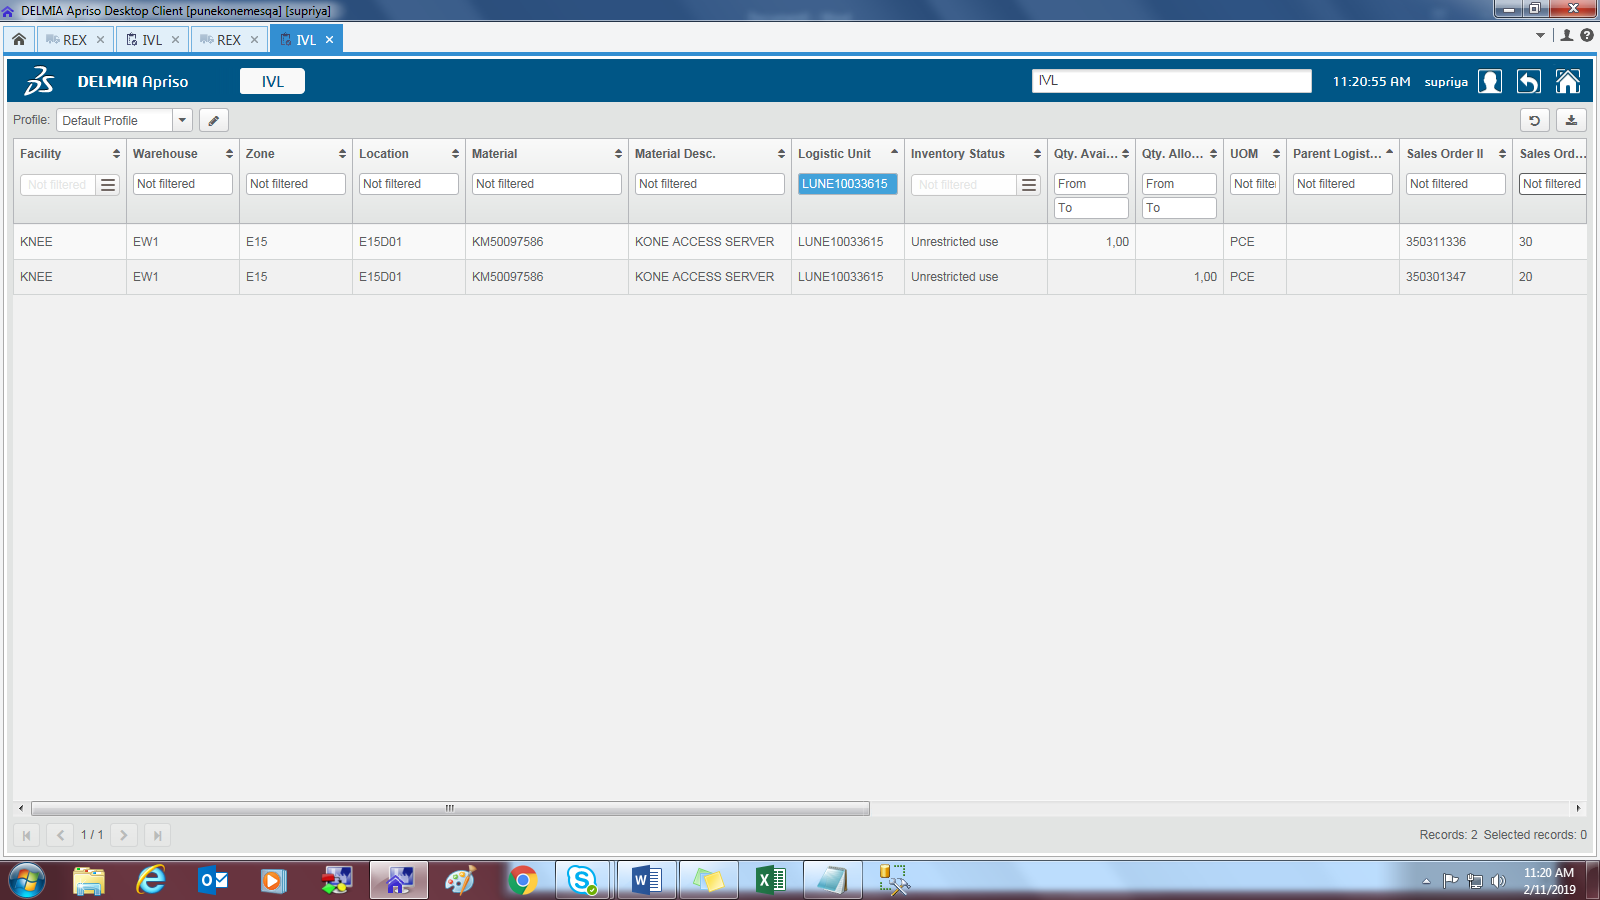 DELMIA Apriso Desktop Client [punekonemesqa] [supriya]
REX IVL REX IVL
DELMIA Apriso IVL IVL 11:20:55 AM supriya
Profile: Default Profile
Facility Warehouse Zone Location Material Material Desc. Logistic Unit Inventory Status Qty. Avai... Qty. Allo... UOM Parent Logist... Sales Order II Sales Ord...
Not filtered Not filtered Not filtered Not filtered Not filtered Not filtered LUNE10033615 Not filtered From From Not filte Not filtered Not filtered Not filtered
To To
KNEE EW1 E15 E15D01 KM50097586 KONE ACCESS SERVER LUNE10033615 Unrestricted use 1,00 PCE 350311336 30
KNEE EW1 E15 E15D01 KM50097586 KONE ACCESS SERVER LUNE10033615 Unrestricted use 1,00 PCE 350301347 20
1 / 1 Records: 2 Selected records: 0
11:20 AM
2/11/2019